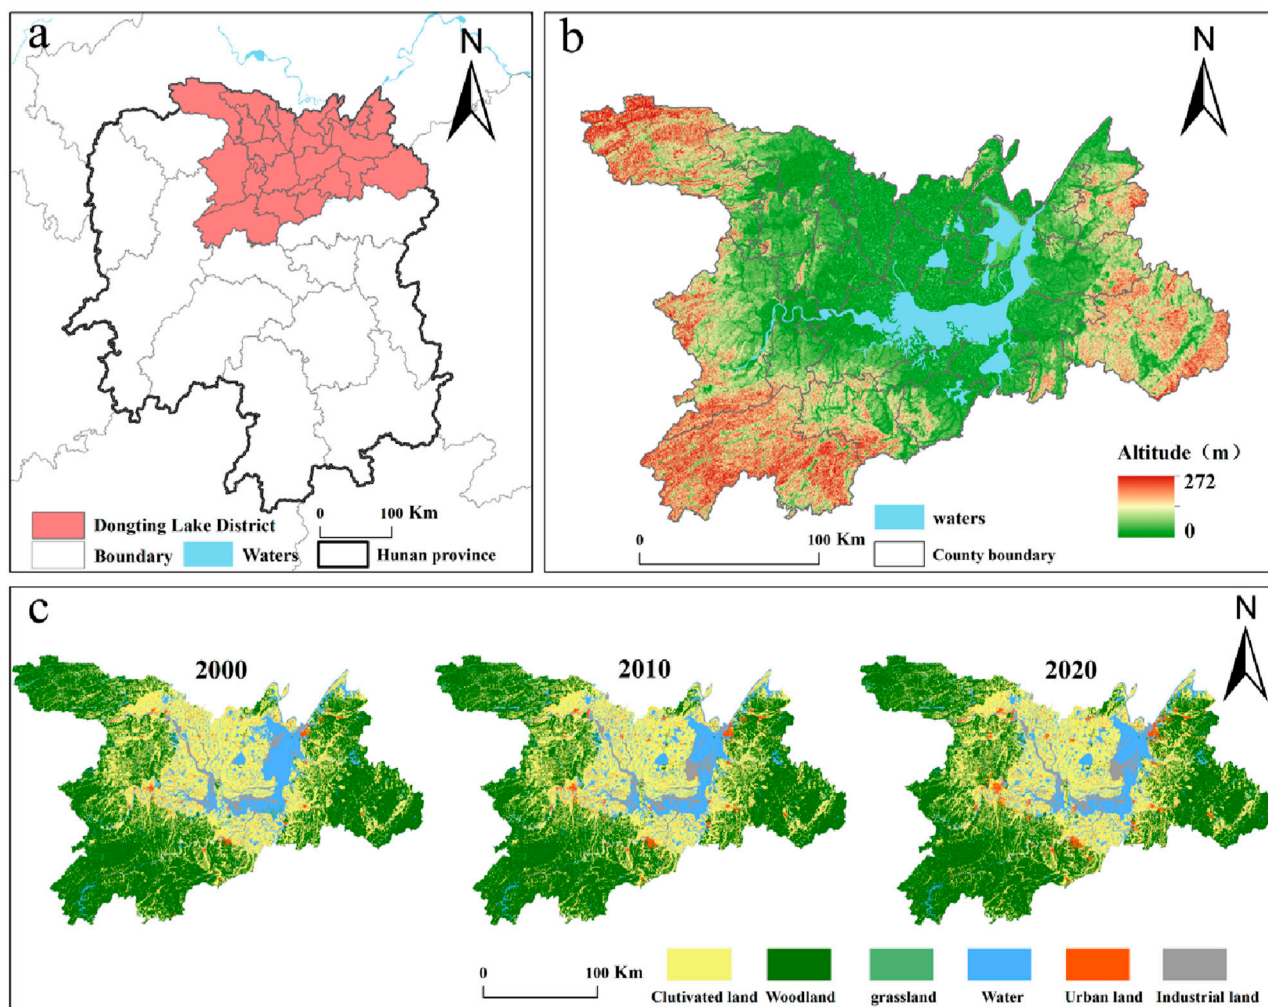 a
N
0
100 Km
Dongting Lake District
Boundary
Waters
Hunan province
b
N
Altitude（m）
272
0
waters
County boundary
0
100 Km
c
N
2000
2010
2020
0
100 Km
Clutivated land
Woodland
grassland
Water
Urban land
Industrial land